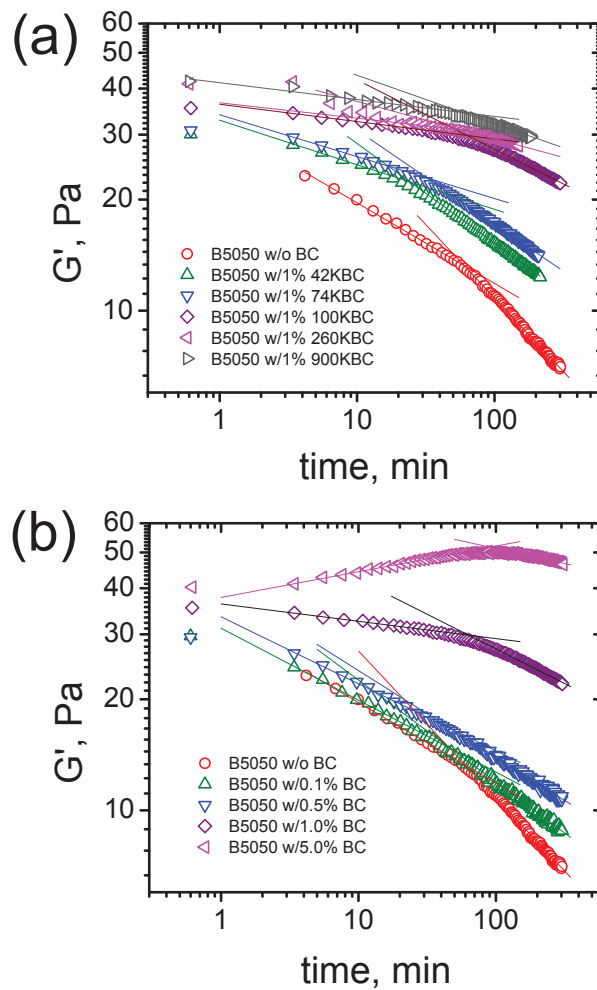 (a)
60
50
40
30
20
10
G', Pa
B5050 w/o BC
B5050 w/1% 42KBC
B5050 w/1% 74KBC
B5050 w/1% 100KBC
B5050 w/1% 260KBC
B5050 w/1% 900KBC
1 10 100
time, min
(b)
60
50
40
30
20
10
G', Pa
B5050 w/o BC
B5050 w/0.1% BC
B5050 w/0.5% BC
B5050 w/1.0% BC
B5050 w/5.0% BC
1 10 100
time, min